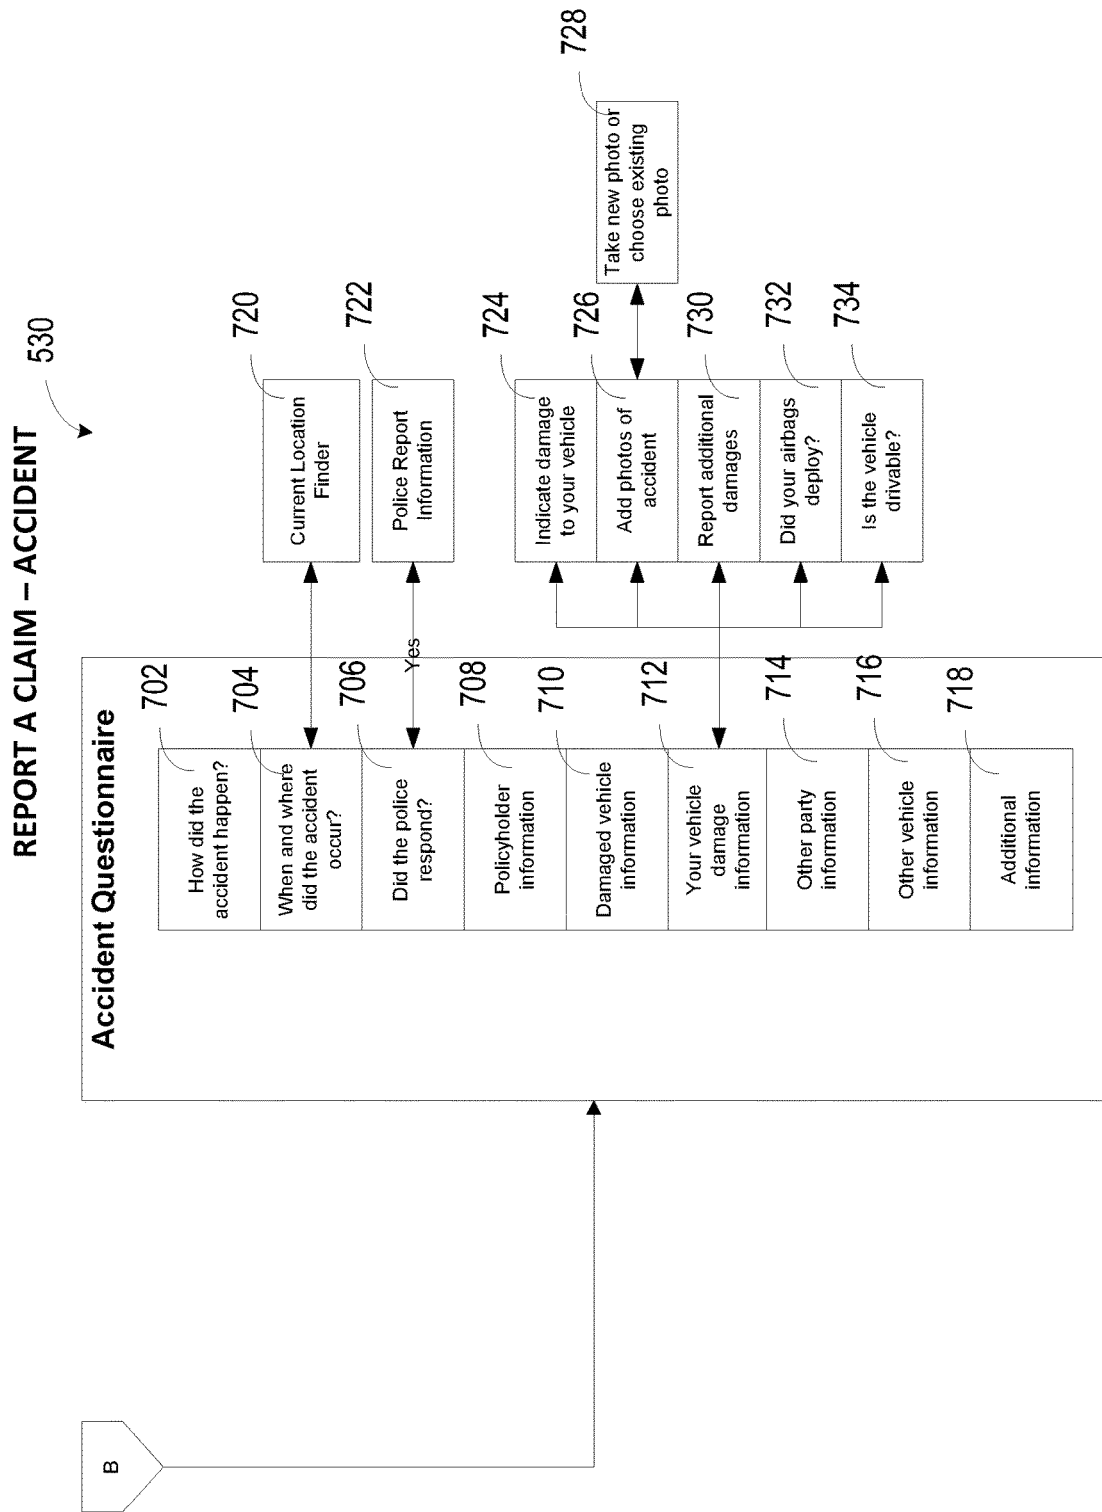 REPORT A CLAIM – ACCIDENT
530
B
Accident Questionnaire
702
How did the
accident happen?
704
When and where
did the accident
occur?
706
Did the police
respond?
Yes
708
Policyholder
information
710
Damaged vehicle
information
712
Your vehicle
damage
information
714
Other party
information
716
Other vehicle
information
718
Additional
information
720
Current Location
Finder
722
Police Report
Information
724
Indicate damage
to your vehicle
726
Add photos of
accident
728
Take new photo or
choose existing
photo
730
Report additional
damages
732
Did your airbags
deploy?
734
Is the vehicle
drivable?